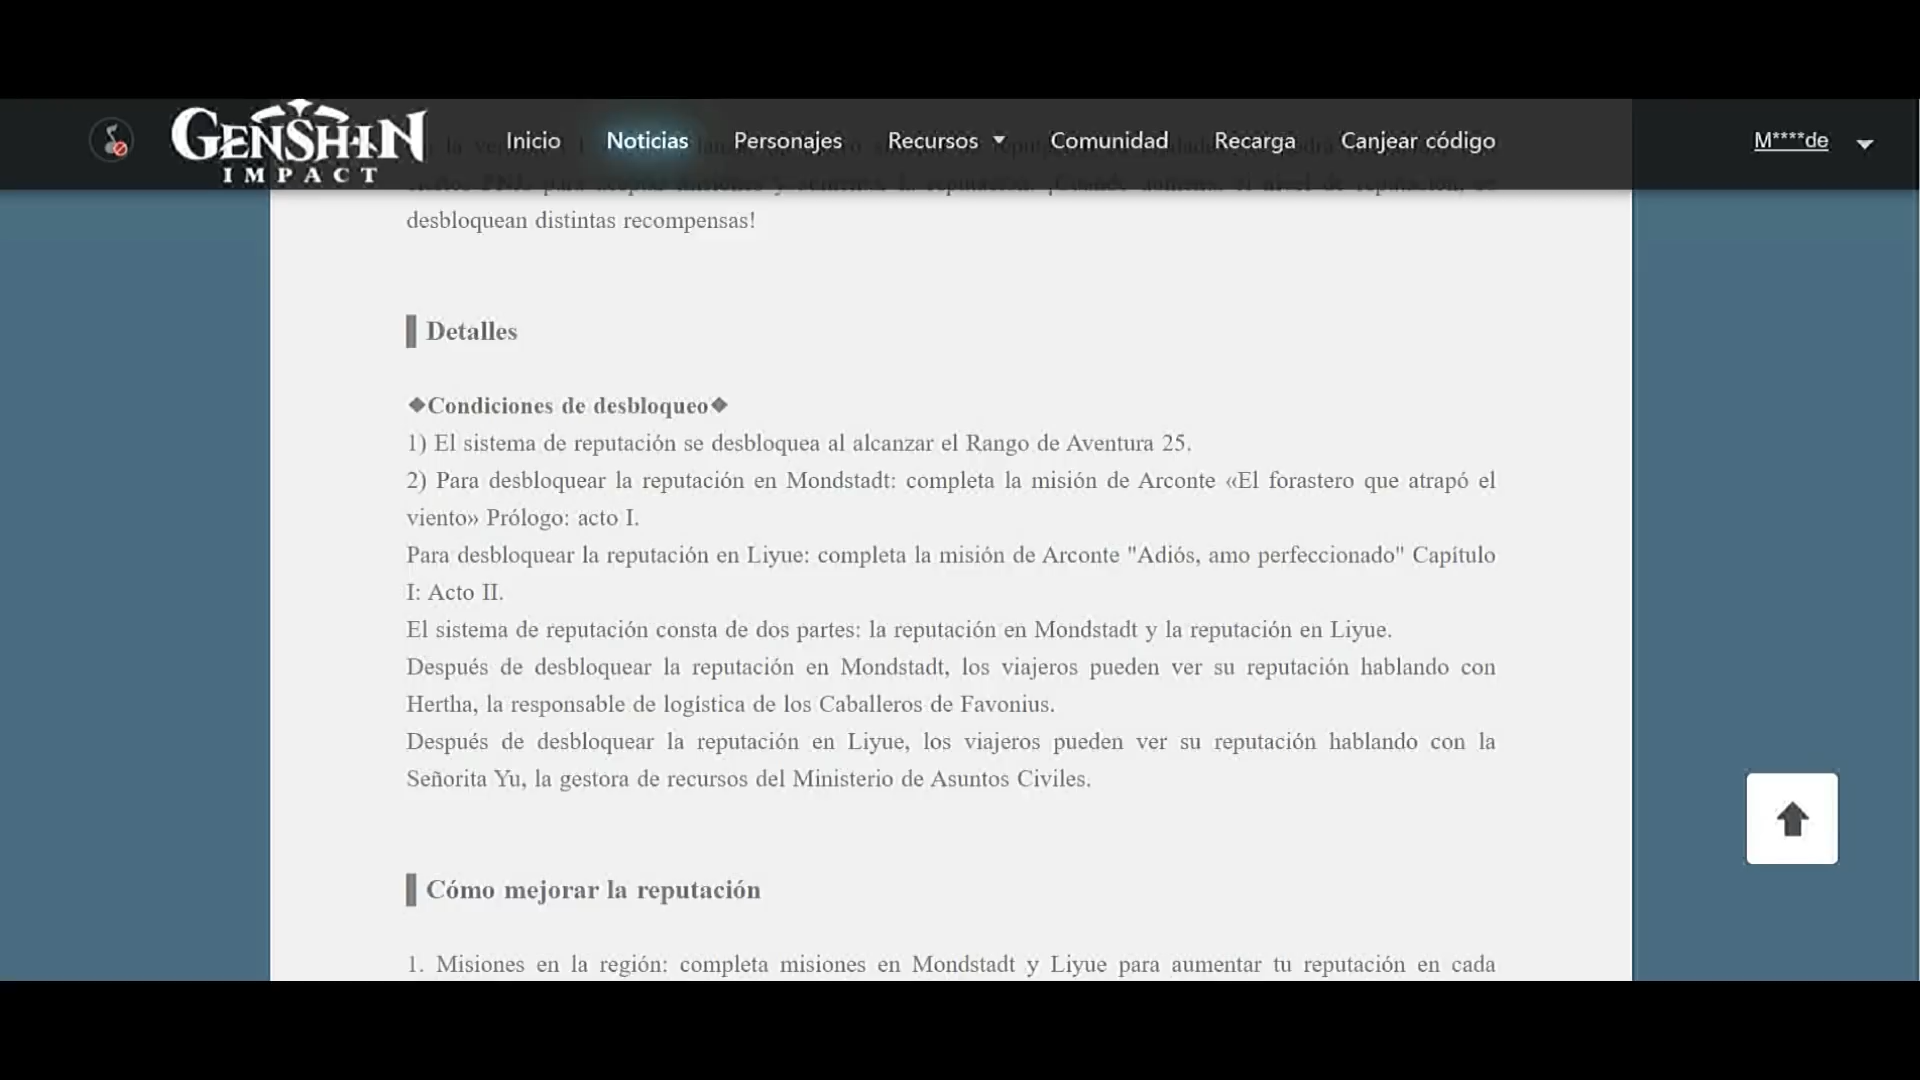 GENSHIN
IMPACT
Inicio Noticias Personajes Recursos Comunidad Recarga Canjear código M****de
desbloquean distintas recompensas!
Detalles
❖Condiciones de desbloqueo❖
1) El sistema de reputación se desbloquea al alcanzar el Rango de Aventura 25.
2) Para desbloquear la reputación en Mondstadt: completa la misión de Arconte «El forastero que atrapó el
viento» Prólogo: acto I.
Para desbloquear la reputación en Liyue: completa la misión de Arconte "Adiós, amo perfeccionado" Capítulo
I: Acto II.
El sistema de reputación consta de dos partes: la reputación en Mondstadt y la reputación en Liyue.
Después de desbloquear la reputación en Mondstadt, los viajeros pueden ver su reputación hablando con
Hertha, la responsable de logística de los Caballeros de Favonius.
Después de desbloquear la reputación en Liyue, los viajeros pueden ver su reputación hablando con la
Señorita Yu, la gestora de recursos del Ministerio de Asuntos Civiles.
Cómo mejorar la reputación
1. Misiones en la región: completa misiones en Mondstadt y Liyue para aumentar tu reputación en cada